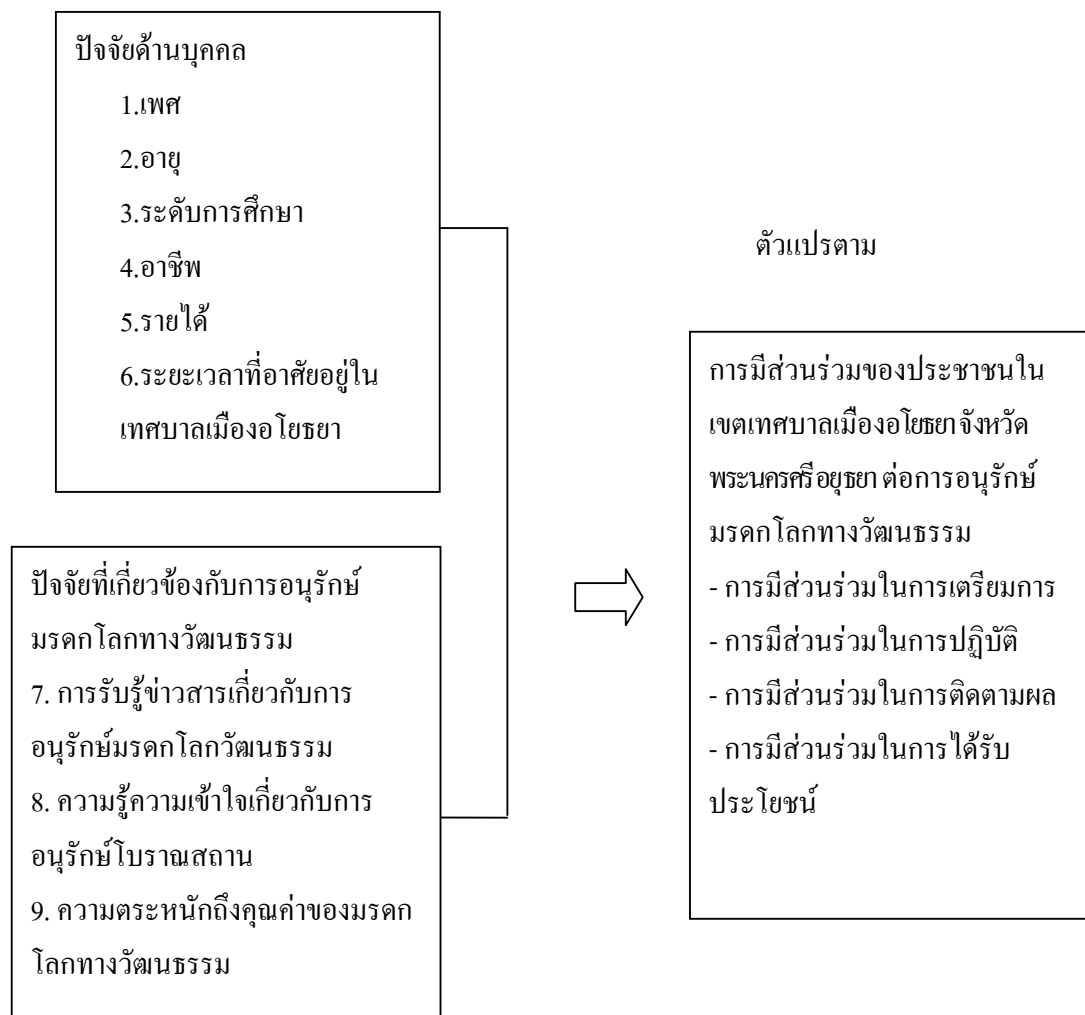 ปัจจัยด้านบุคคล
1.เพศ
2.อายุ
3.ระดับการศึกษา
4.อาชีพ
5.รายได้
6.ระยะเวลาที่อาศัยอยู่ใน
เทศบาลเมืองอโยธยา
ปัจจัยที่เกี่ยวข้องกับการอนุรักษ์
มรดกโลกทางวัฒนธรรม
7. การรับรู้ข่าวสารเกี่ยวกับการ
อนุรักษ์มรดกโลกวัฒนธรรม
8. ความรู้ความเข้าใจเกี่ยวกับการ
อนุรักษ์โบราณสถาน
9. ความตระหนักถึงคุณค่าของมรดก
โลกทางวัฒนธรรม
ตัวแปรตาม
การมีส่วนร่วมของประชาชนใน
เขตเทศบาลเมืองอโยธยา จังหวัด
พระนครศรีอยุธยา ต่อการอนุรักษ์
มรดกโลกทางวัฒนธรรม
- การมีส่วนร่วมในการเตรียมการ
- การมีส่วนร่วมในการปฏิบัติ
- การมีส่วนร่วมในการติดตามผล
- การมีส่วนร่วมในการได้รับ
ประโยชน์